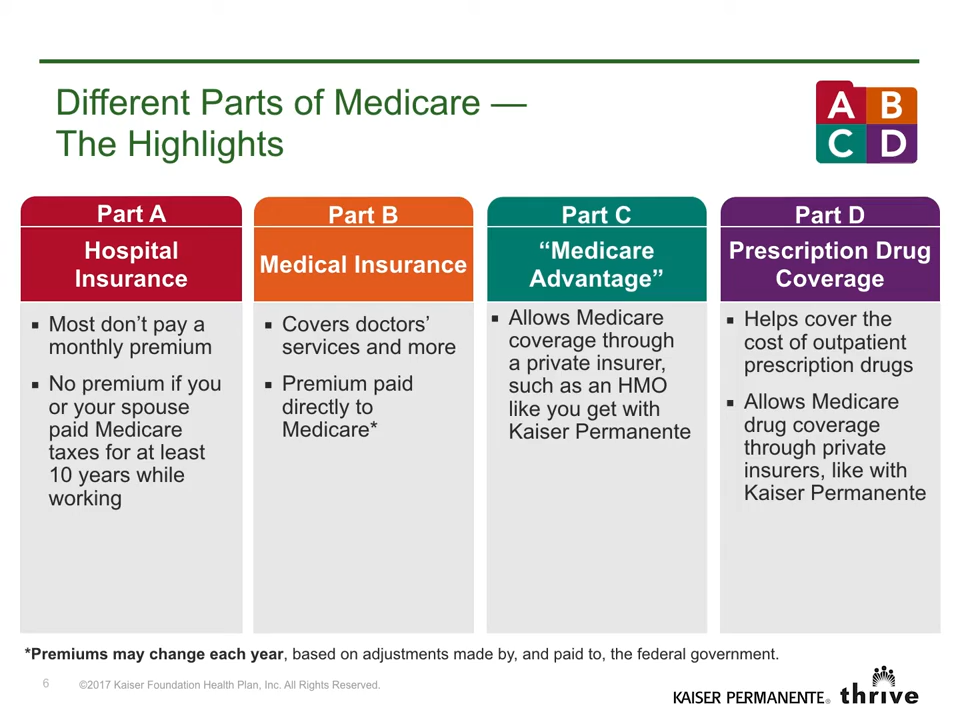 Different Parts of Medicare —
The Highlights
A B
C D
Part A
Hospital
Insurance
▪ Most don’t pay a
monthly premium
▪ No premium if you
or your spouse
paid Medicare
taxes for at least
10 years while
working
Part B
Medical Insurance
▪ Covers doctors’
services and more
▪ Premium paid
directly to
Medicare*
Part C
“Medicare
Advantage”
▪ Allows Medicare
coverage through
a private insurer,
such as an HMO
like you get with
Kaiser Permanente
Part D
Prescription Drug
Coverage
▪ Helps cover the
cost of outpatient
prescription drugs
▪ Allows Medicare
drug coverage
through private
insurers, like with
Kaiser Permanente
*Premiums may change each year, based on adjustments made by, and paid to, the federal government.
6 ©2017 Kaiser Foundation Health Plan, Inc. All Rights Reserved.
KAISER PERMANENTE® thrive